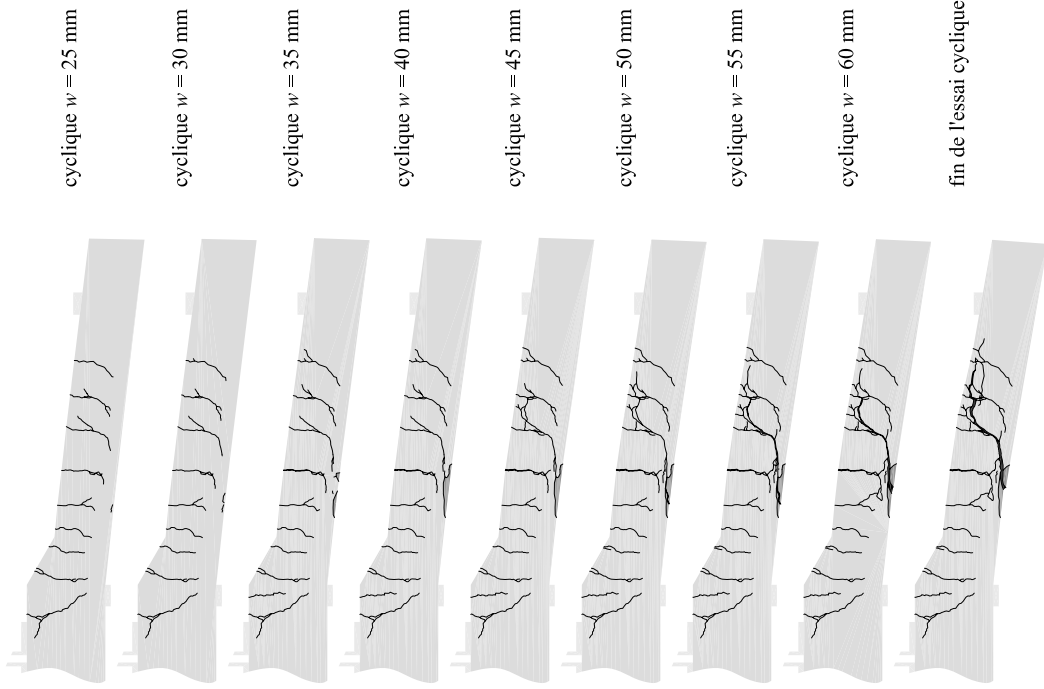 cyclique w = 25 mm
cyclique w = 30 mm
cyclique w = 35 mm
cyclique w = 40 mm
cyclique w = 45 mm
cyclique w = 50 mm
cyclique w = 55 mm
cyclique w = 60 mm
fin de l'essai cyclique